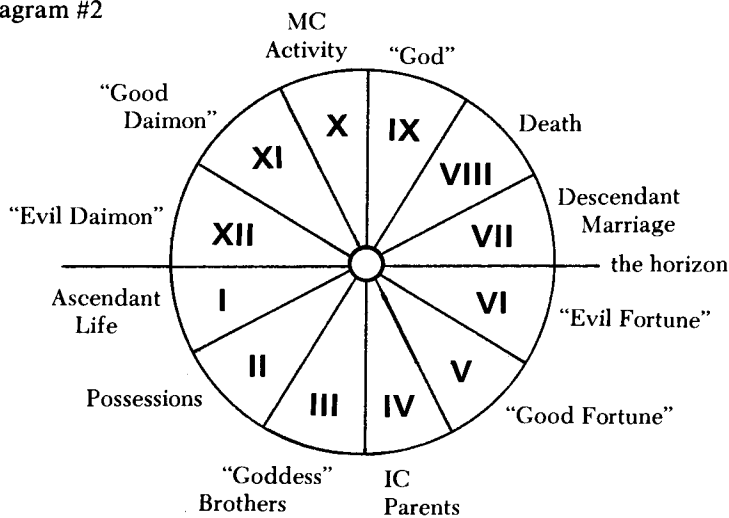 agram #2
MC
Activity
“God”
“Good
Daimon”
Death
“Evil Daimon”
Descendant
Marriage
the horizon
Ascendant
Life
“Evil Fortune”
Possessions
“Good Fortune”
“Goddess”
Brothers
IC
Parents
X
IX
XI
VIII
XII
VII
I
VI
II
V
III
IV